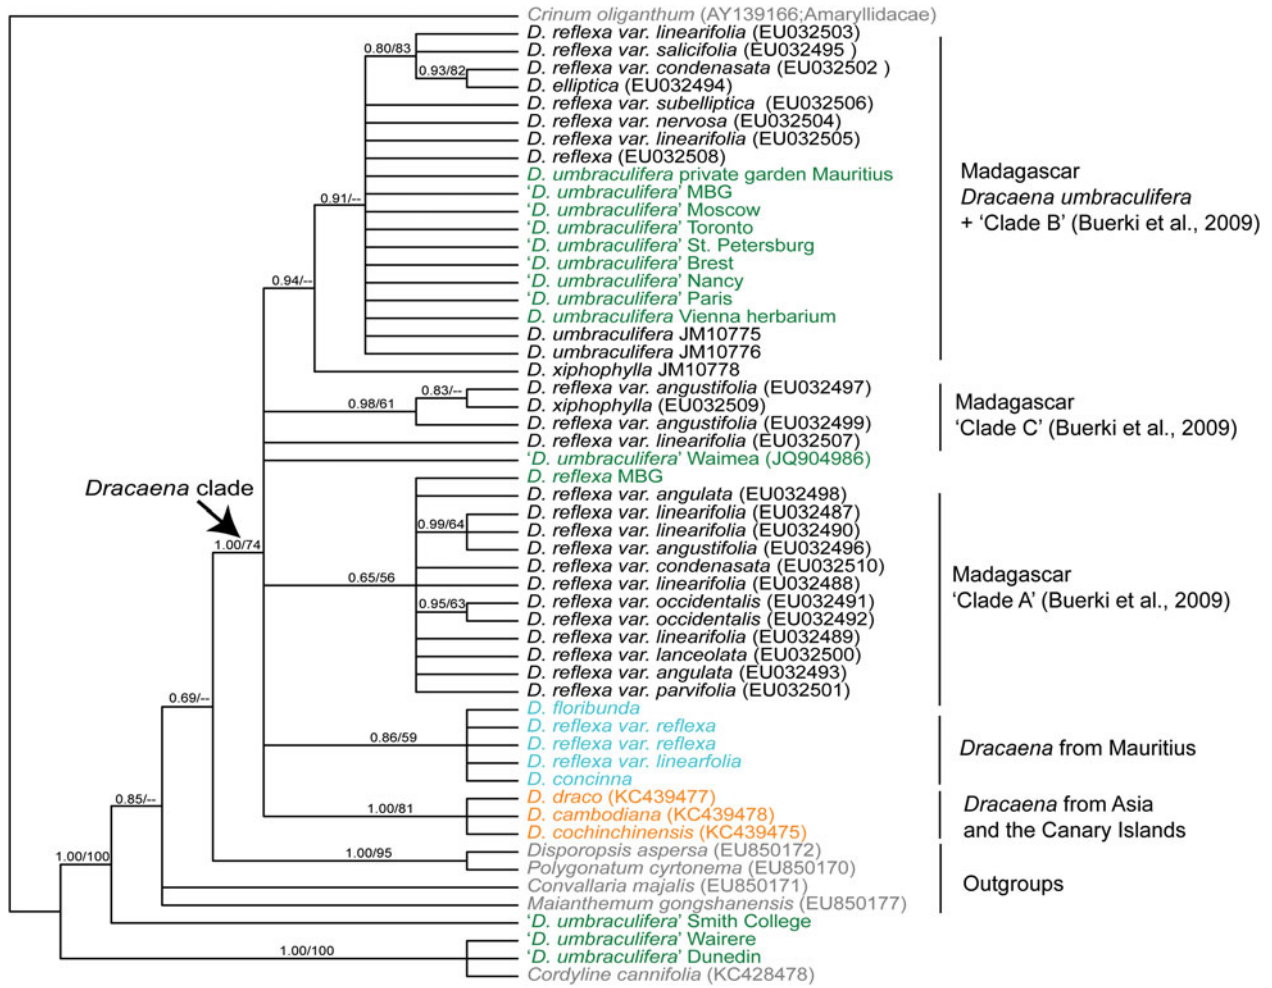 Crinum oliganthum (AY139166;Amaryllidacae)
D. reflexa var. linearifolia (EU032503)
0.80/83
D. reflexa var. salicifolia (EU032495 )
D. reflexa var. condenasata (EU032502 )
0.93/82
D. elliptica (EU032494)
D. reflexa var. subelliptica (EU032506)
D. reflexa var. nervosa (EU032504)
D. reflexa var. linearifolia (EU032505)
D. reflexa (EU032508)
D. umbraculifera private garden Mauritius
0.91/--
‘D. umbraculifera’ MBG
‘D. umbraculifera’ Moscow
‘D. umbraculifera’ Toronto
‘D. umbraculifera’ St. Petersburg
‘D. umbraculifera’ Brest
0.94/--
‘D. umbraculifera’ Nancy
‘D. umbraculifera’ Paris
D. umbraculifera Vienna herbarium
D. umbraculifera JM10775
D. umbraculifera JM10776
D. xiphophylla JM10778
Madagascar
Dracaena umbraculifera
+ ‘Clade B’ (Buerki et al., 2009)
0.83/--
D. reflexa var. angustifolia (EU032497)
0.98/61
D. xiphophylla (EU032509)
D. reflexa var. angustifolia (EU032499)
D. reflexa var. linearifolia (EU032507)
Madagascar
‘Clade C’ (Buerki et al., 2009)
‘D. umbraculifera’ Waimea (JQ904986)
D. reflexa MBG
Dracaena clade
1.00/74
D. reflexa var. angulata (EU032498)
D. reflexa var. linearifolia (EU032487)
0.99/64
D. reflexa var. linearifolia (EU032490)
D. reflexa var. angustifolia (EU032496)
D. reflexa var. condenasata (EU032510)
0.65/56
D. reflexa var. linearifolia (EU032488)
0.95/63
D. reflexa var. occidentalis (EU032491)
D. reflexa var. occidentalis (EU032492)
D. reflexa var. linearifolia (EU032489)
D. reflexa var. lanceolata (EU032500)
D. reflexa var. angulata (EU032493)
D. reflexa var. parvifolia (EU032501)
Madagascar
‘Clade A’ (Buerki et al., 2009)
0.69/--
D. floribunda
D. reflexa var. reflexa
0.86/59
D. reflexa var. reflexa
D. reflexa var. linearfolia
D. concinna
Dracaena from Mauritius
0.85/--
D. draco (KC439477)
1.00/81
D. cambodiana (KC439478)
D. cochinchinensis (KC439475)
Dracaena from Asia
and the Canary Islands
1.00/100
1.00/95
Disporopsis aspersa (EU850172)
Polygonatum cyrtonema (EU850170)
Convallaria majalis (EU850171)
Maianthemum gongshanensis (EU850177)
Outgroups
‘D. umbraculifera’ Smith College
‘D. umbraculifera’ Wairere
1.00/100
‘D. umbraculifera’ Dunedin
Cordyline cannifolia (KC428478)